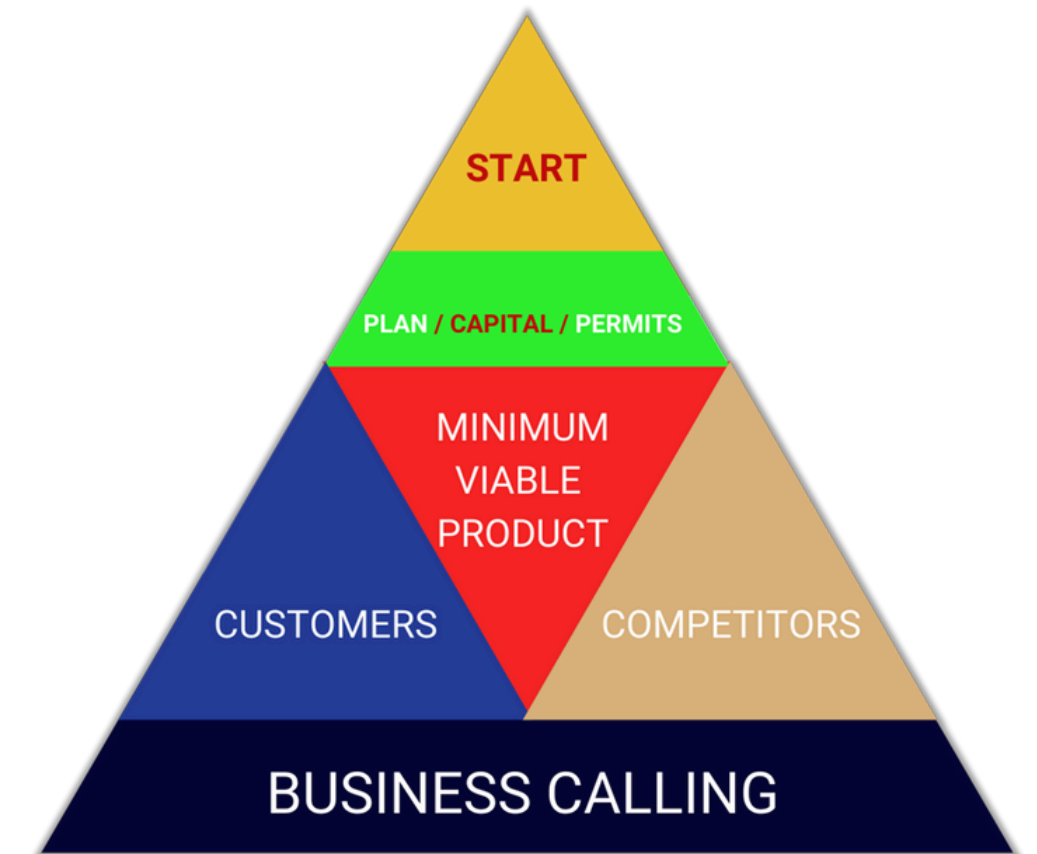 START
PLAN / CAPITAL / PERMITS
MINIMUM
VIABLE
PRODUCT
CUSTOMERS
COMPETITORS
BUSINESS CALLING